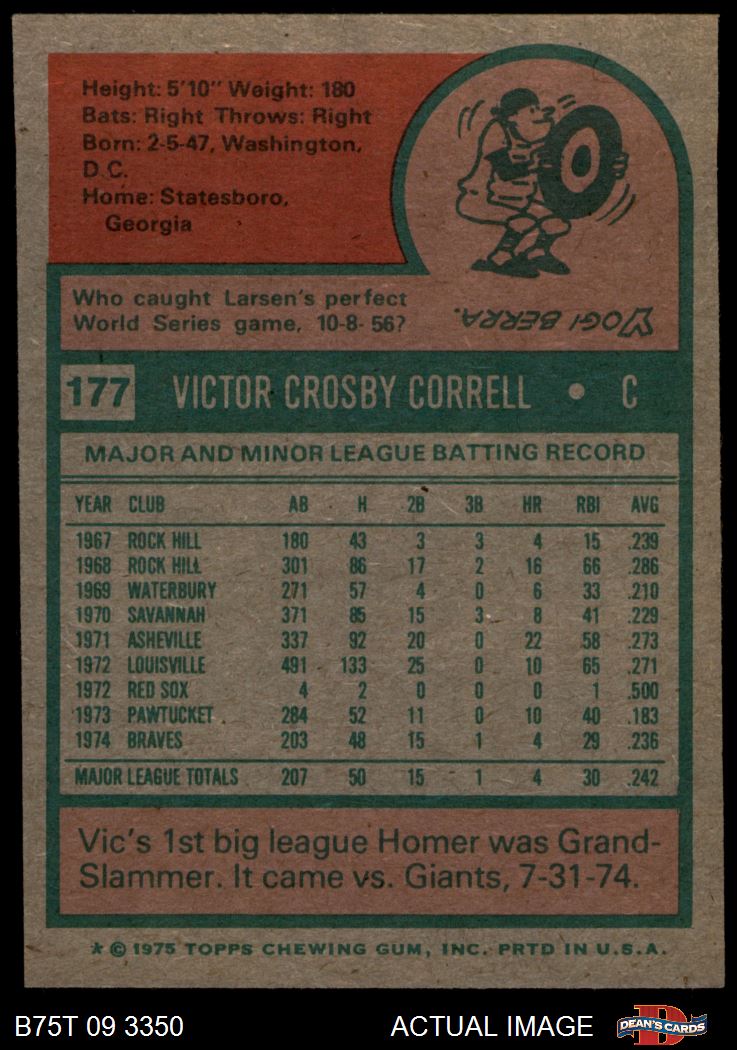 Height: 5'10" Weight: 180
Bats: Right Throws: Right
Born: 2-5-47, Washington,
D.C.
Home: Statesboro,
Georgia
Who caught Larsen's perfect
World Series game, 10-8-56?
YOGI BERRA.
177 VICTOR CROSBY CORRELL • C
MAJOR AND MINOR LEAGUE BATTING RECORD
YEAR CLUB AB H 2B 3B HR RBI AVG
1967 ROCK HILL 180 43 3 3 4 15 .239
1968 ROCK HILL 301 86 17 2 16 66 .286
1969 WATERBURY 271 57 4 0 6 33 .210
1970 SAVANNAH 371 85 15 3 8 41 .229
1971 ASHEVILLE 337 92 20 0 22 58 .273
1972 LOUISVILLE 491 133 25 0 10 65 .271
1972 RED SOX 4 2 0 0 0 1 .500
1973 PAWTUCKET 284 52 11 0 10 40 .183
1974 BRAVES 203 48 15 1 4 29 .236
MAJOR LEAGUE TOTALS 207 50 15 1 4 30 .242
Vic's 1st big league Homer was Grand-
Slammer. It came vs. Giants, 7-31-74.
* © 1975 TOPPS CHEWING GUM, INC. PRTD IN U.S.A.
B75T 09 3350 ACTUAL IMAGE D DEAN'S CARDS